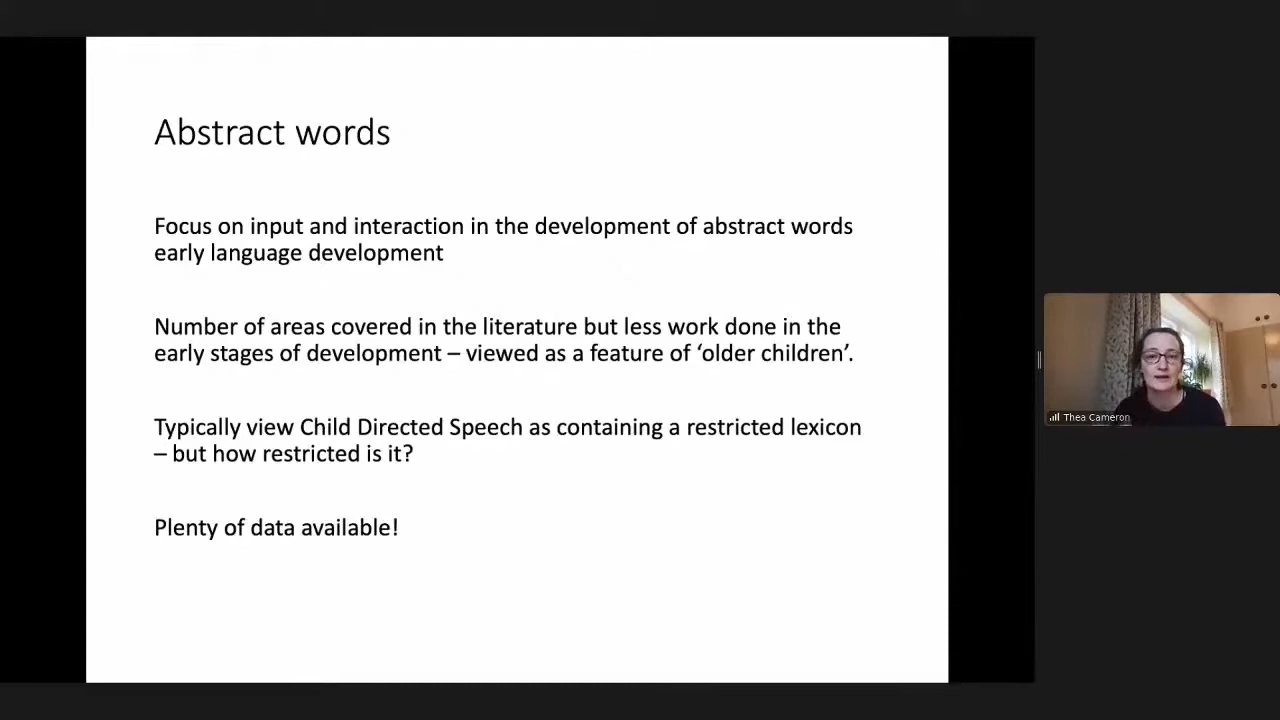 Abstract words
Focus on input and interaction in the development of abstract words
early language development
Number of areas covered in the literature but less work done in the
early stages of development – viewed as a feature of ‘older children’.
Typically view Child Directed Speech as containing a restricted lexicon
– but how restricted is it?
Plenty of data available!
Thea Cameron